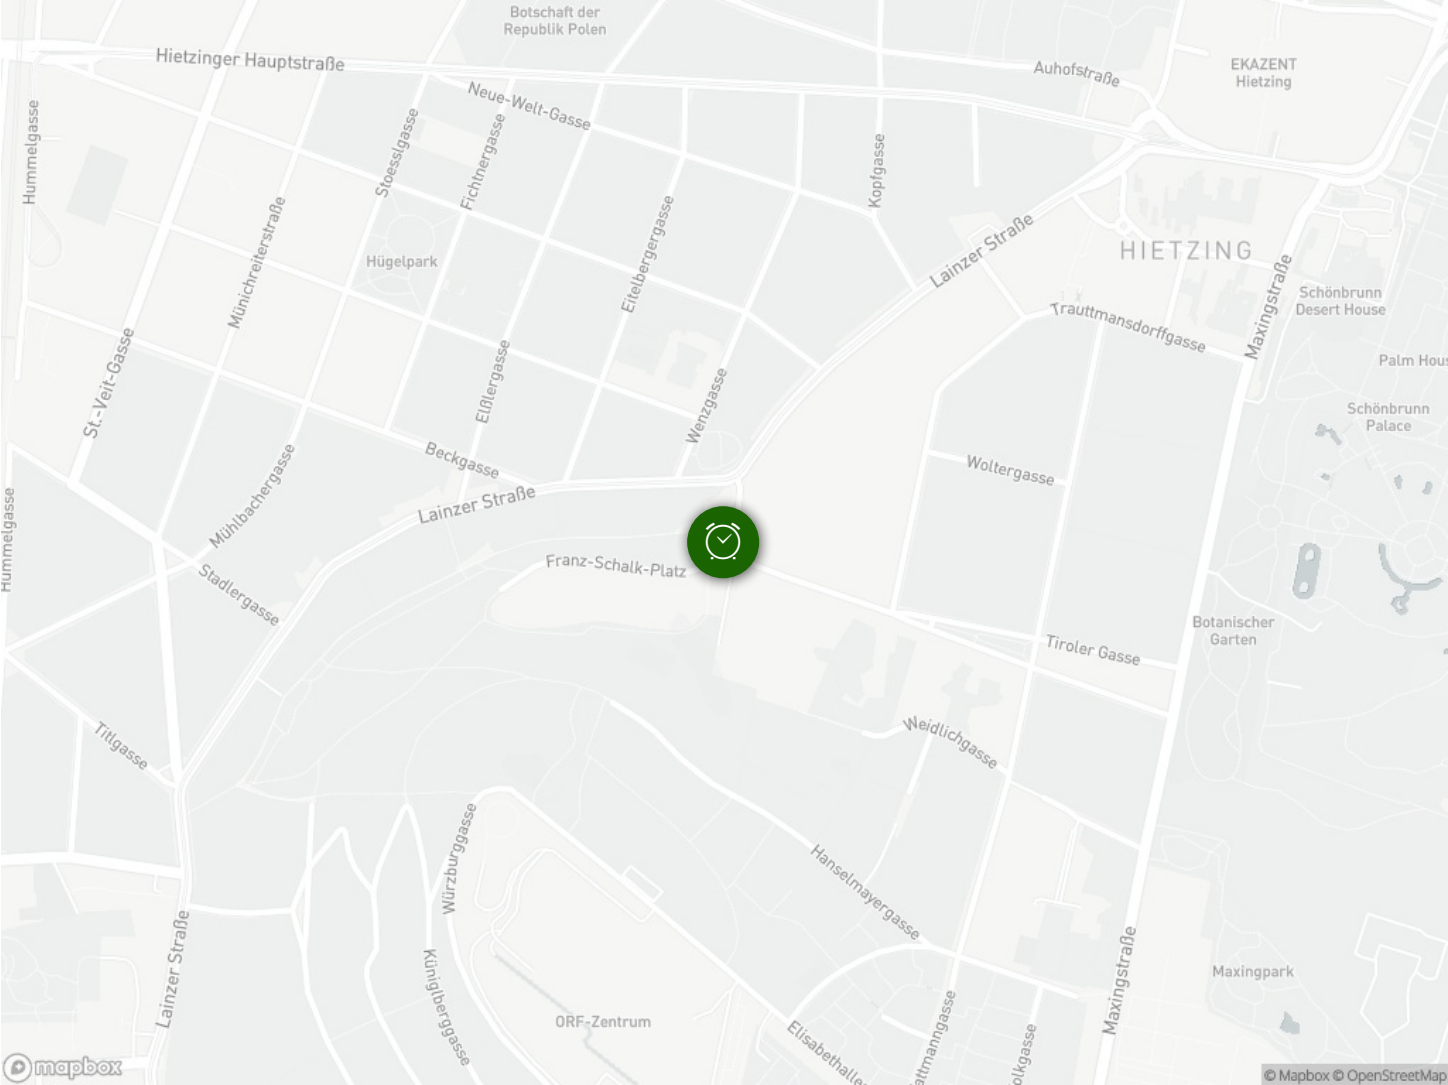 Botschaft der
Republik Polen
Hietzinger Hauptstraße
Auhofstraße
EKAZENT
Hietzing
Neue-Welt-Gasse
Hummelgasse
Stoesslgasse
Fichtnergasse
Kopfgasse
Münichreiterstraße
Hügelpark
Eitelbergergasse
Lainzer Straße
HIETZING
Maxingstraße
Schönbrunn
Desert House
Trauttmansdorffgasse
St.-Veit-Gasse
Elßlergasse
Wenzgasse
Palm Hous
Schönbrunn
Palace
Beckgasse
Woltergasse
Mühlbachergasse
Lainzer Straße
Hummelgasse
Stadlergasse
Franz-Schalk-Platz
Botanischer
Garten
Tiroler Gasse
Titlgasse
Weidlichgasse
Würzburggasse
Hanselmayergasse
Lainzer Straße
Küniglberggasse
Maxingstraße
Maxingpark
ORF-Zentrum
Elisabethallee
attmanngasse
olkgasse
mapbox
© Mapbox © OpenStreetMap